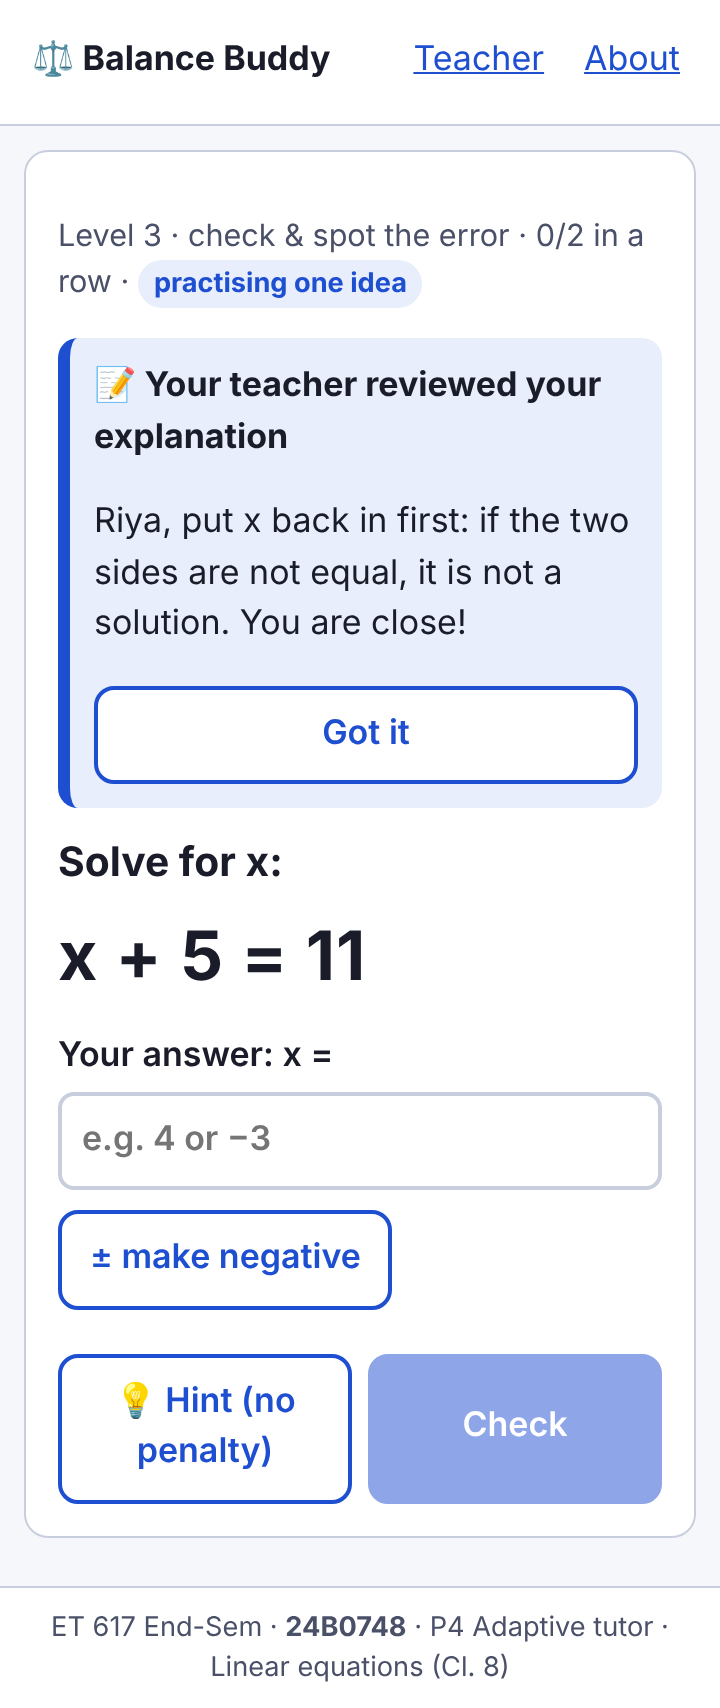 ⚖️ Balance Buddy Teacher About
Level 3 · check & spot the error · 0/2 in a
row · practising one idea
📝 Your teacher reviewed your
explanation
Riya, put x back in first: if the two
sides are not equal, it is not a
solution. You are close!
Got it
Solve for x:
x + 5 = 11
Your answer: x =
e.g. 4 or −3
± make negative
💡 Hint (no
penalty)
Check
ET 617 End-Sem · 24B0748 · P4 Adaptive tutor ·
Linear equations (Cl. 8)